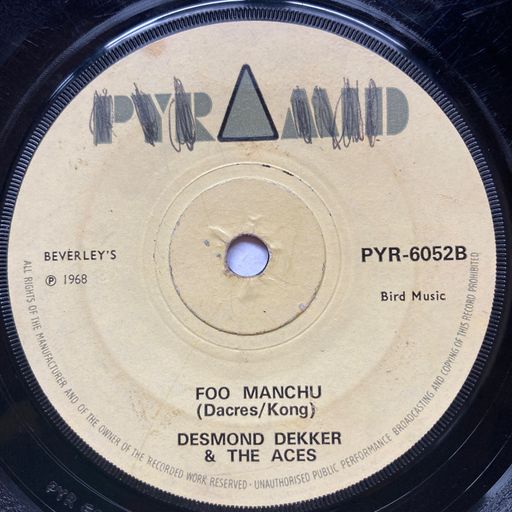 PYRAMID
BEVERLEY'S
PYR-6052B
℗ 1968
Bird Music
FOO MANCHU
(Dacres/Kong)
DESMOND DEKKER
& THE ACES
ALL RIGHTS OF THE MANUFACTURER AND OF THE OWNER OF THE RECORDED WORK RESERVED · UNAUTHORISED PUBLIC PERFORMANCE BROADCASTING AND COPYING OF THIS RECORD PROHIBITED
PYR